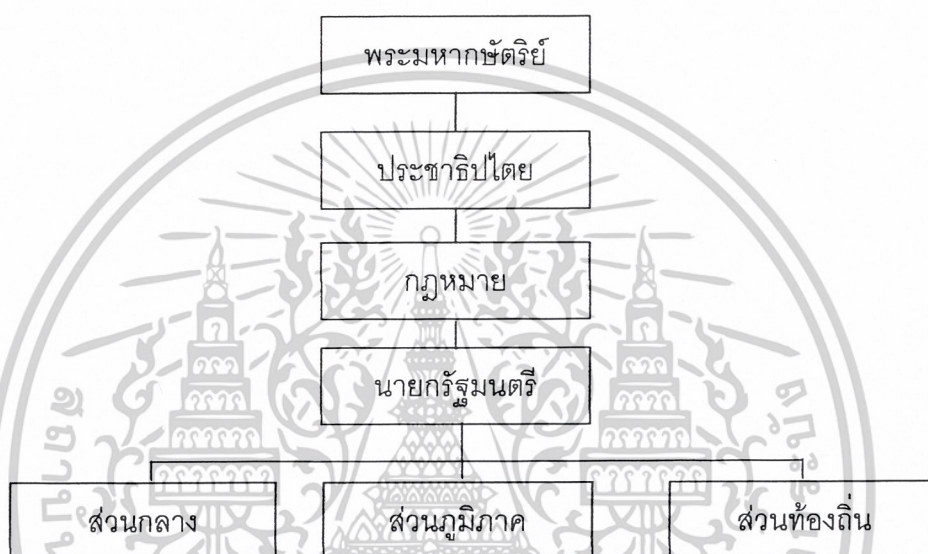 พระมหากษัตริย์
ประชาธิปไตย
กฎหมาย
นายกรัฐมนตรี
ส่วนกลาง ส่วนภูมิภาค ส่วนท้องถิ่น